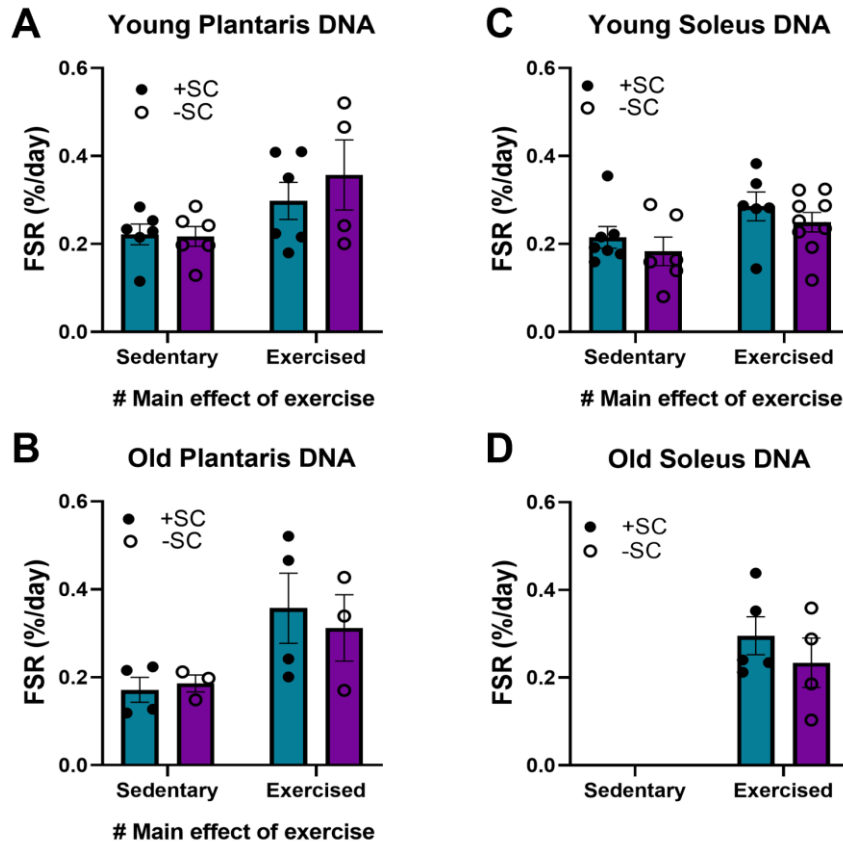 A
Young Plantaris DNA
FSR (%/day)
0.6
0.4
0.2
0.0
+SC
-SC
Sedentary
Exercised
# Main effect of exercise
C
Young Soleus DNA
FSR (%/day)
0.6
0.4
0.2
0.0
+SC
-SC
Sedentary
Exercised
# Main effect of exercise
B
Old Plantaris DNA
FSR (%/day)
0.6
0.4
0.2
0.0
+SC
-SC
Sedentary
Exercised
# Main effect of exercise
D
Old Soleus DNA
FSR (%/day)
0.6
0.4
0.2
0.0
+SC
-SC
Sedentary
Exercised